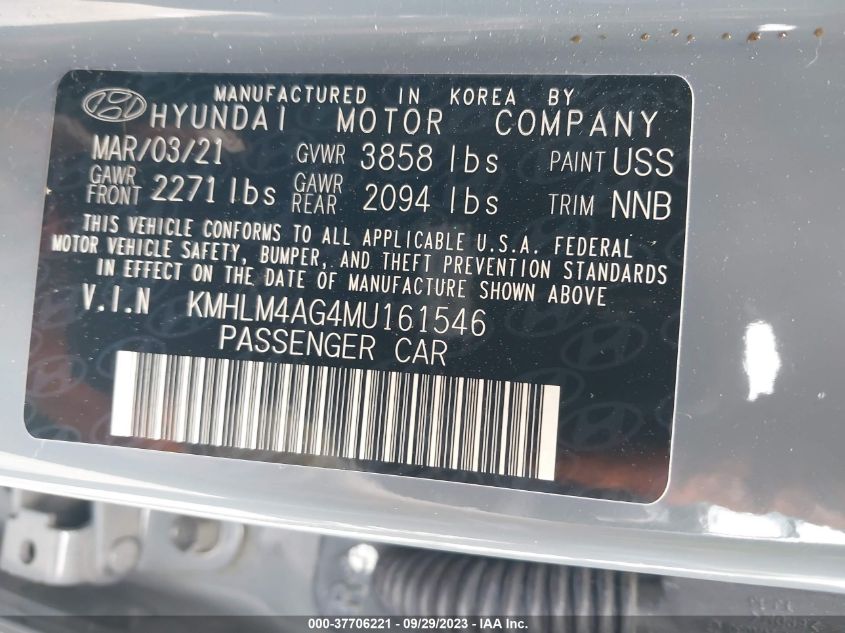 MANUFACTURED IN KOREA BY
HYUNDAI MOTOR COMPANY
MAR/03/21 GVWR 3858 lbs PAINT USS
GAWR FRONT 2271 lbs GAWR REAR 2094 lbs TRIM NNB
THIS VEHICLE CONFORMS TO ALL APPLICABLE U.S.A. FEDERAL
MOTOR VEHICLE SAFETY, BUMPER, AND THEFT PREVENTION STANDARDS
IN EFFECT ON THE DATE OF MANUFACTURE SHOWN ABOVE
V.I.N KMHLM4AG4MU161546
PASSENGER CAR
000-37706221 - 09/29/2023 - IAA Inc.